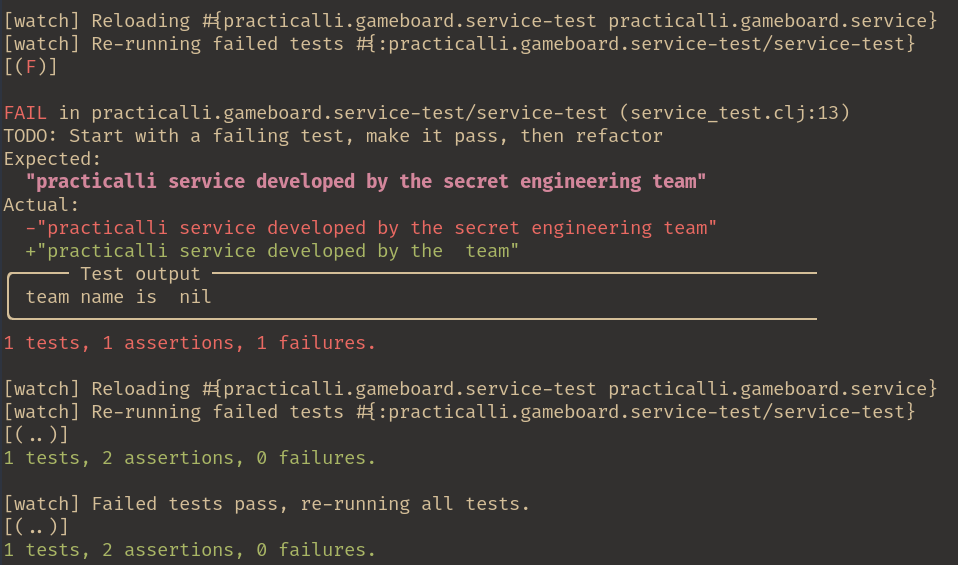 [watch] Reloading #{practicalli.gameboard.service-test practicalli.gameboard.service}
[watch] Re-running failed tests #{:practicalli.gameboard.service-test/service-test}
[(F)]
FAIL in practicalli.gameboard.service-test/service-test (service_test.clj:13)
TODO: Start with a failing test, make it pass, then refactor
Expected:
  "practicalli service developed by the secret engineering team"
Actual:
  -"practicalli service developed by the secret engineering team"
  +"practicalli service developed by the  team"
Test output
team name is  nil
1 tests, 1 assertions, 1 failures.
[watch] Reloading #{practicalli.gameboard.service-test practicalli.gameboard.service}
[watch] Re-running failed tests #{:practicalli.gameboard.service-test/service-test}
[(..)]
1 tests, 2 assertions, 0 failures.
[watch] Failed tests pass, re-running all tests.
[(..)]
1 tests, 2 assertions, 0 failures.